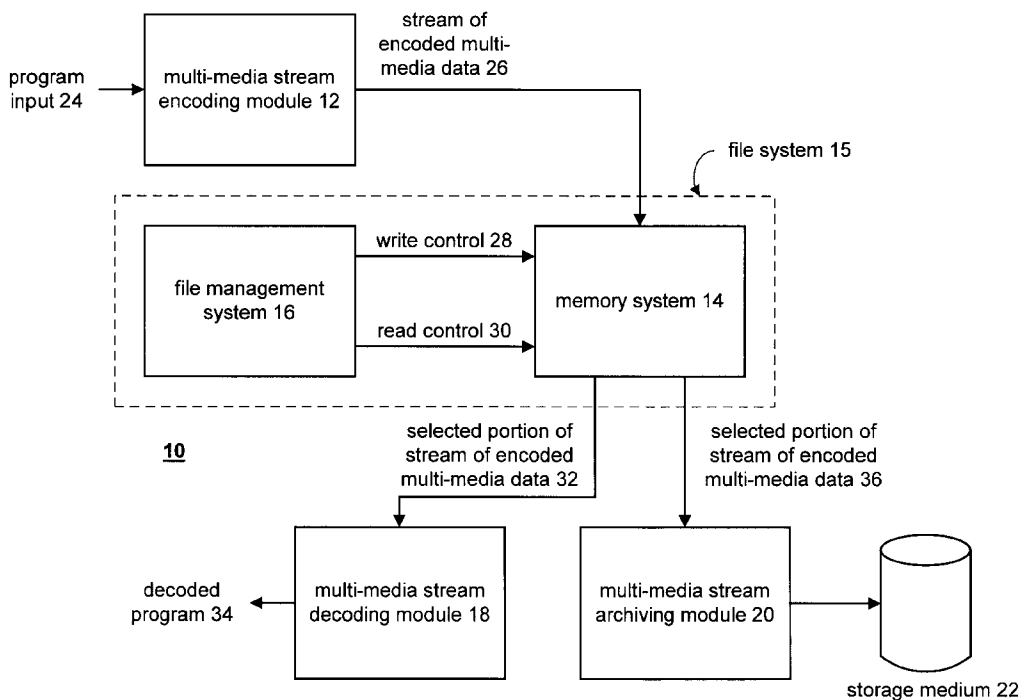 stream of
encoded multi-
media data 26
program
input 24
multi-media stream
encoding module 12
file system 15
write control 28
file management
system 16
memory system 14
read control 30
10
selected portion of
stream of encoded
multi-media data 32
selected portion of
stream of encoded
multi-media data 36
decoded
program 34
multi-media stream
decoding module 18
multi-media stream
archiving module 20
storage medium 22